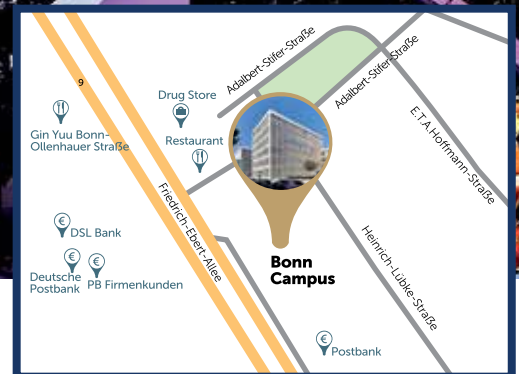 Adalbert-Stifer-Straße
Adalbert-Stifer-Straße
9
Drug Store
Gin Yuu Bonn-
Ollenhauer Straße
Restaurant
E.T.A.Hoffmann-Straße
Friedrich-Ebert-Allee
€
DSL Bank
€
Deutsche
Postbank
€
PB Firmenkunden
Bonn
Campus
Heinrich-Lübke-Straße
€
Postbank